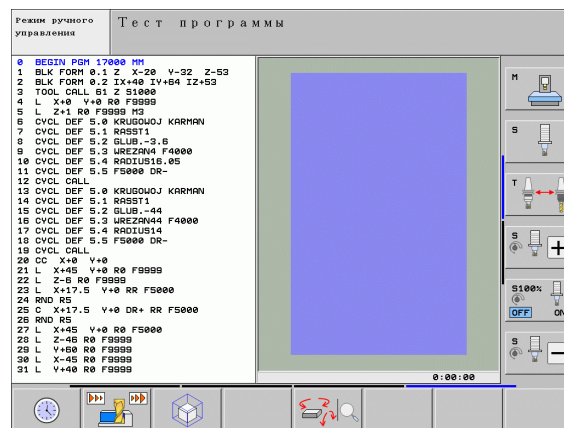 Режим ручного
управления
Тест программы
0 BEGIN PGM 17000 MM
1 BLK FORM 0.1 Z X-20 Y-32 Z-53
2 BLK FORM 0.2 IX+40 IY+64 IZ+53
3 TOOL CALL 61 Z S1000
4 L X+0 Y+0 R0 F9999
5 L Z+1 R0 F9999 M3
6 CYCL DEF 5.0 KRUGOWOJ KARMAN
7 CYCL DEF 5.1 RASST1
8 CYCL DEF 5.2 GLUB.-3.6
9 CYCL DEF 5.3 WREZAN4 F4000
10 CYCL DEF 5.4 RADIUS16.05
11 CYCL DEF 5.5 F5000 DR-
12 CYCL CALL
13 CYCL DEF 5.0 KRUGOWOJ KARMAN
14 CYCL DEF 5.1 RASST1
15 CYCL DEF 5.2 GLUB.-44
16 CYCL DEF 5.3 WREZAN44 F4000
17 CYCL DEF 5.4 RADIUS14
18 CYCL DEF 5.5 F5000 DR-
19 CYCL CALL
20 CC X+0 Y+0
21 L X+45 Y+0 R0 F9999
22 L Z-6 R0 F9999
23 L X+17.5 Y+0 RR F5000
24 RND R5
25 C X+17.5 Y+0 DR+ RR F5000
26 RND R5
27 L X+45 Y+0 R0 F5000
28 L Z-46 R0 F9999
29 L Y+60 R0 F9999
30 L X-45 R0 F9999
31 L Y+40 R0 F9999
0:00:00
M
S
T
S
+
S100%
OFF ON
S
-